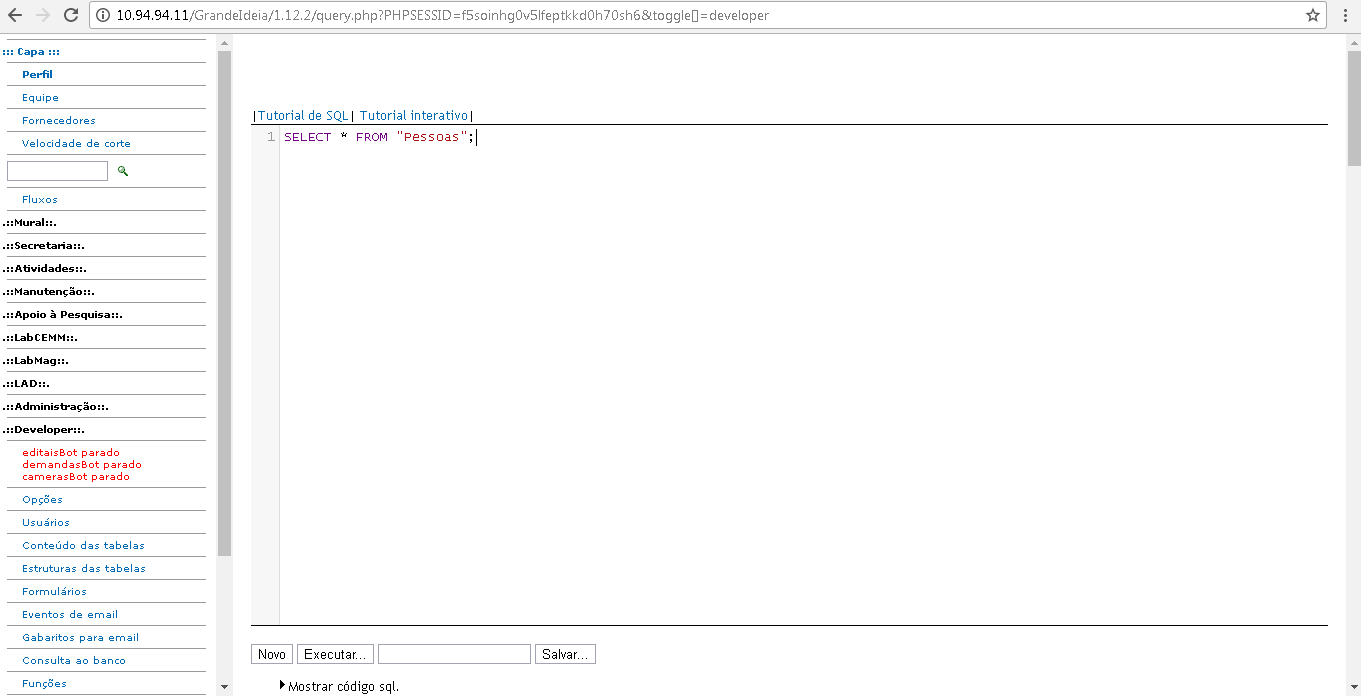 10.94.94.11/GrandeIdeia/1.12.2/query.php?PHPSESSID=f5soinhg0v5lfeptkkd0h70sh6&toggle[]=developer
::: Capa :::
Perfil
Equipe
Fornecedores
Velocidade de corte
Fluxos
.::Mural::.
.::Secretaria::.
.::Atividades::.
.::Manutenção::.
.::Apoio à Pesquisa::.
.::LabCEMM::.
.::LabMag::.
.::LAD::.
.::Administração::.
.::Developer::.
editaisBot parado
demandasBot parado
camerasBot parado
Opções
Usuários
Conteúdo das tabelas
Estruturas das tabelas
Formulários
Eventos de email
Gabaritos para email
Consulta ao banco
Funções
|Tutorial de SQL| Tutorial interativo|
1 SELECT * FROM "Pessoas";
Novo Executar... Salvar...
Mostrar código sql.